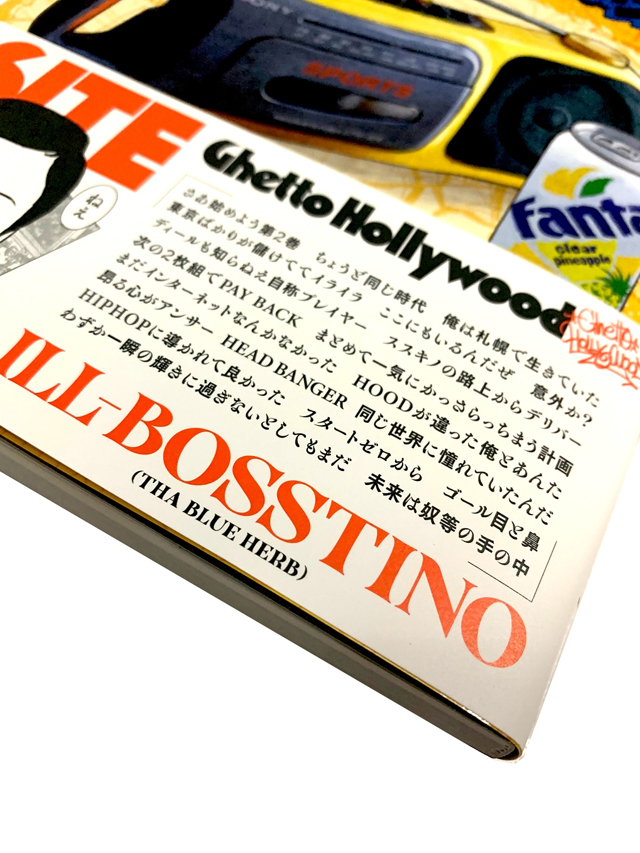 SPORTS
SITE
ねえ
Ghetto Hollywood
Fanta
clear
pineapple
Ghetto
Hollywood
「さあ始めよう第2巻　ちょうど同じ時代　俺は札幌で生きていた
東京ばかりが儲けててイライラ　ここにもいるんだぜ　意外か?
ディールも知らねえ自称プレイヤー　ススキノの路上からデリバー
次の2枚組でPAY BACK　まとめて一気にかっさらっちまう計画
まだインターネットなんかなかった　HOODが違った俺とあんた
昂る心がアンサー　HEAD BANGER　同じ世界に憧れていたんだ
HIPHOPに導かれて良かった　スタートゼロから　ゴール目と鼻
わずか一瞬の輝きに過ぎないとしてもまだ　未来は奴等の手の中」
ILL-BOSSTINO
(THA BLUE HERB)